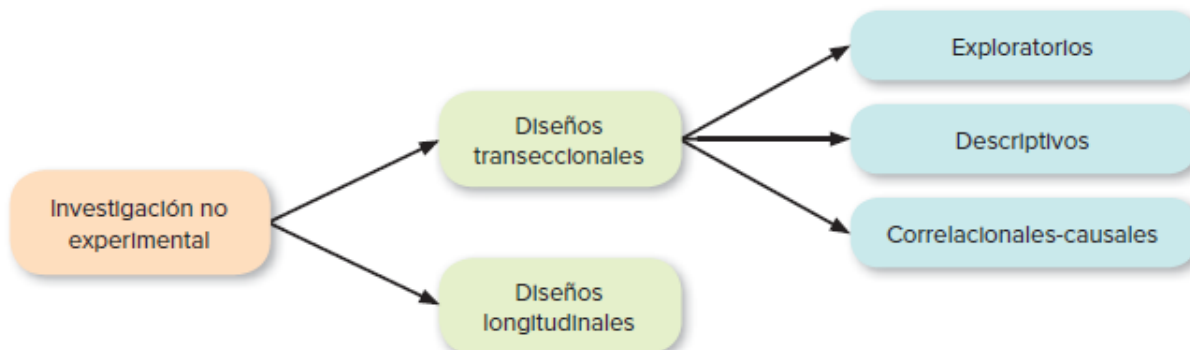 Investigación no
experimental
Diseños
transeccionales
Diseños
longitudinales
Exploratorios
Descriptivos
Correlacionales-causales